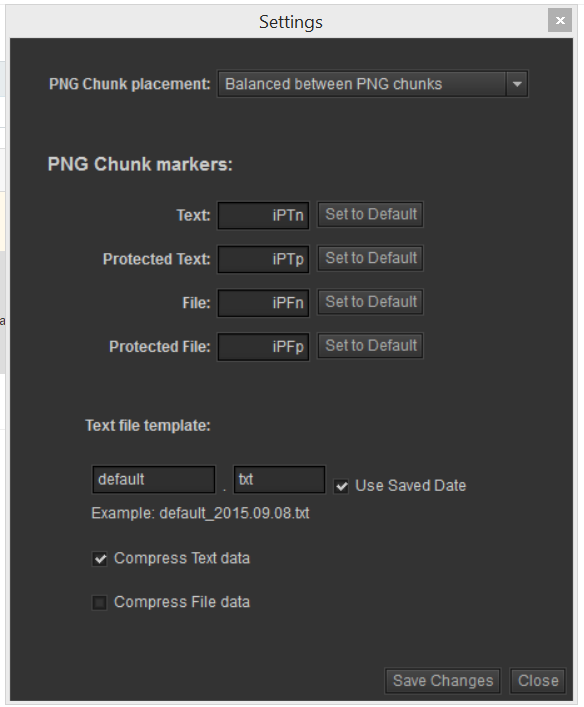 Settings
PNG Chunk placement: Balanced between PNG chunks
PNG Chunk markers:
Text: iPTn Set to Default
Protected Text: iPTp Set to Default
File: iPFn Set to Default
Protected File: iPFp Set to Default
Text file template:
default . txt Use Saved Date
Example: default_2015.09.08.txt
Compress Text data
Compress File data
Save Changes Close